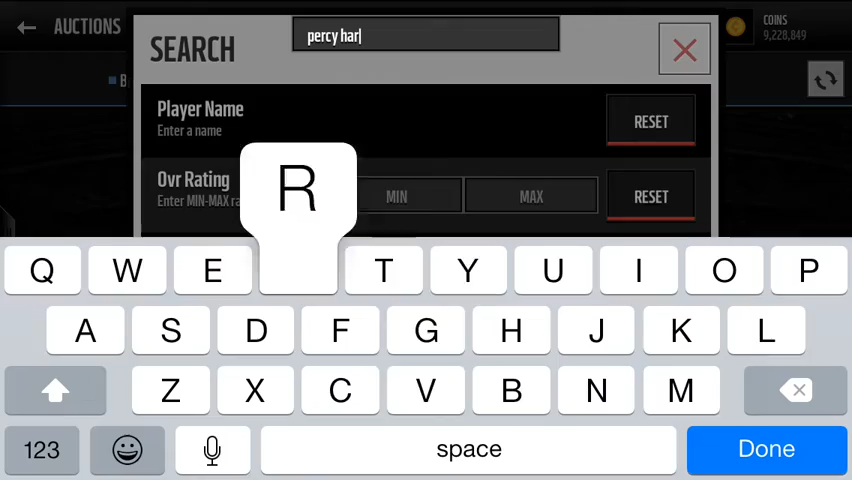 AUCTIONS
COINS
9,228,849
SEARCH
percy har
B
Player Name
Enter a name
RESET
Ovr Rating
Enter MIN-MAX ra
MIN
MAX
RESET
R
Q W E T Y U I O P
A S D F G H J K L
Z X C V B N M
123
space
Done